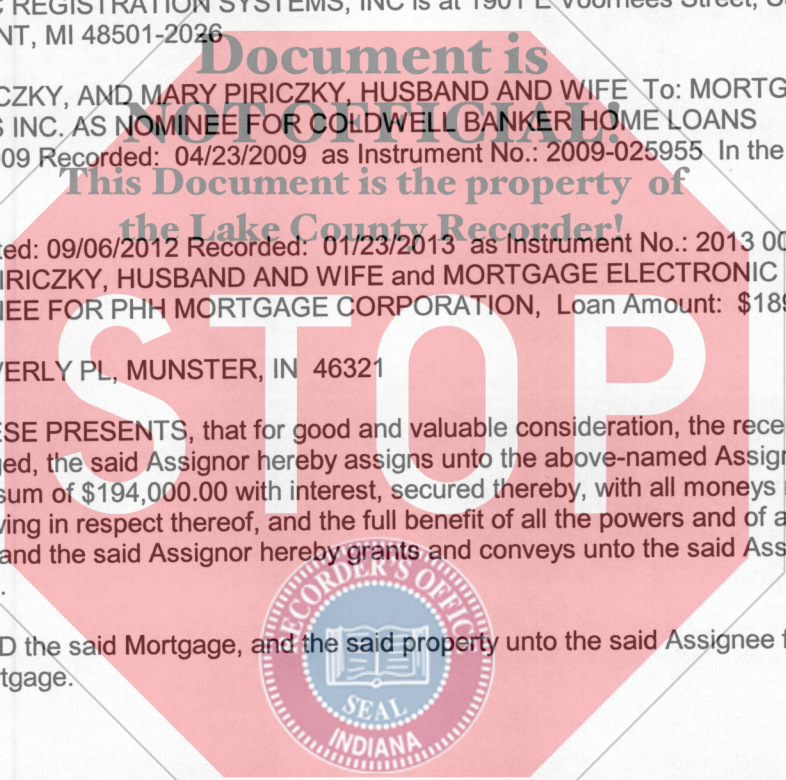 C REGISTRATION SYSTEMS, INC is at 1901 E Voorhees Street,
NT, MI 48501-2026
Document is
CZKY, AND MARY PIRICZKY, HUSBAND AND WIFE To: MORTG
S INC. AS NOMINEE FOR COLDWELL BANKER HOME LOANS
NOT OFFICIAL!
09 Recorded: 04/23/2009 as Instrument No.: 2009-025955 In the
This Document is the property of
the Lake County Recorder!
ted: 09/06/2012 Recorded: 01/23/2013 as Instrument No.: 2013 00
IRICZKY, HUSBAND AND WIFE and MORTGAGE ELECTRONIC
EE FOR PHH MORTGAGE CORPORATION, Loan Amount: $189
STOP
VERLY PL, MUNSTER, IN 46321
ESE PRESENTS, that for good and valuable consideration, the rece
ged, the said Assignor hereby assigns unto the above-named Assign
sum of $194,000.00 with interest, secured thereby, with all moneys
ving in respect thereof, and the full benefit of all the powers and of a
and the said Assignor hereby grants and conveys unto the said Ass
.
RECORDER'S OFFICE
D the said Mortgage, and the said property unto the said Assignee f
tgage.
SEAL
INDIANA